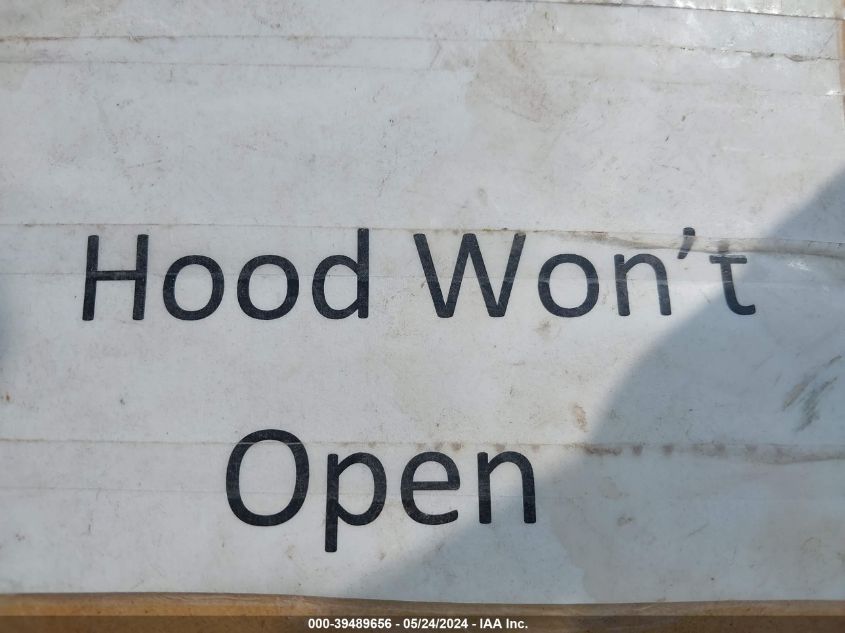 Hood Won’t
Open
000-39489656 - 05/24/2024 - IAA Inc.